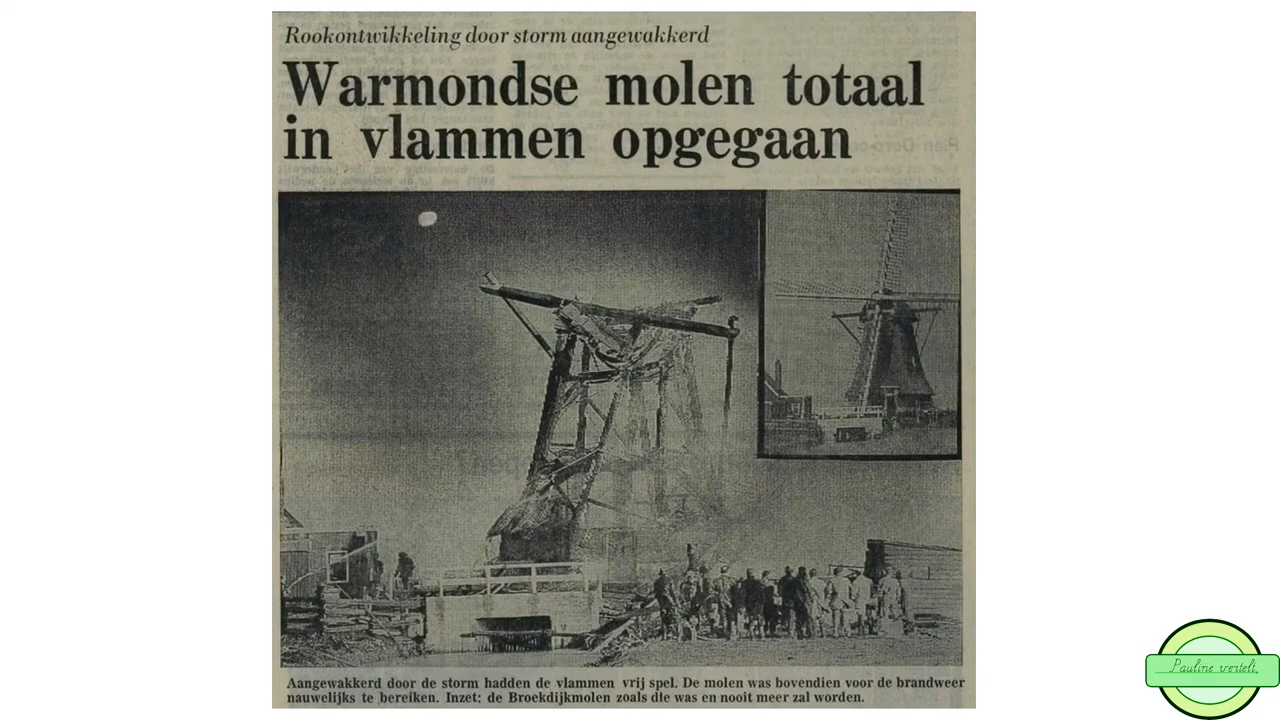 Rookontwikkeling door storm aangewakkerd
Warmondse molen totaal
in vlammen opgegaan
Aangewakkerd door de storm hadden de vlammen vrij spel. De molen was bovendien voor de brandweer
nauwelijks te bereiken. Inzet: de Broekdijkmolen zoals die was en nooit meer zal worden.
Pauline vertelt,